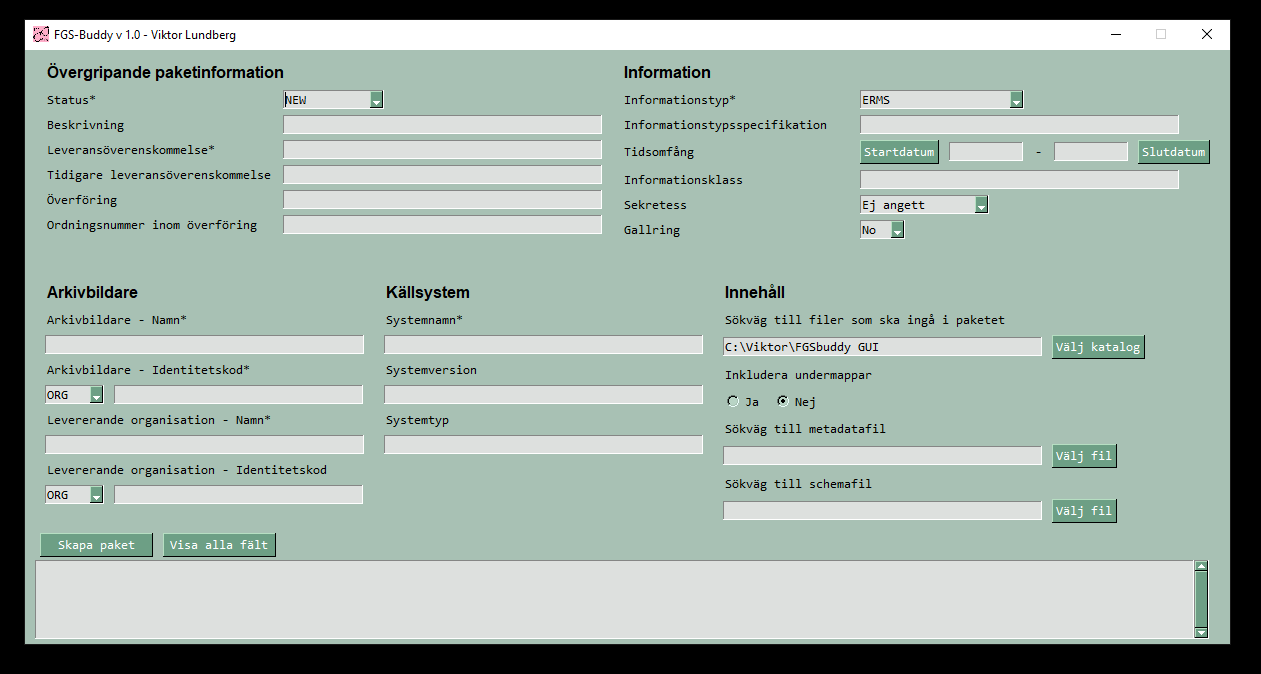 FGS-Buddy v 1.0 - Viktor Lundberg
Övergripande paketinformation
Status*
NEW
Beskrivning
Leveransöverenskommelse*
Tidigare leveransöverenskommelse
Överföring
Ordningsnummer inom överföring
Information
Informationstyp*
ERMS
Informationstypsspecifikation
Tidsomfång
Startdatum
-
Slutdatum
Informationsklass
Sekretess
Ej angett
Gallring
No
Arkivbildare
Arkivbildare - Namn*
Arkivbildare - Identitetskod*
ORG
Levererande organisation - Namn*
Levererande organisation - Identitetskod
ORG
Källsystem
Systemnamn*
Systemversion
Systemtyp
Innehåll
Sökväg till filer som ska ingå i paketet
C:\Viktor\FGSbuddy GUI
Välj katalog
Inkludera undermappar
Ja
Nej
Sökväg till metadatafil
Välj fil
Sökväg till schemafil
Välj fil
Skapa paket
Visa alla fält